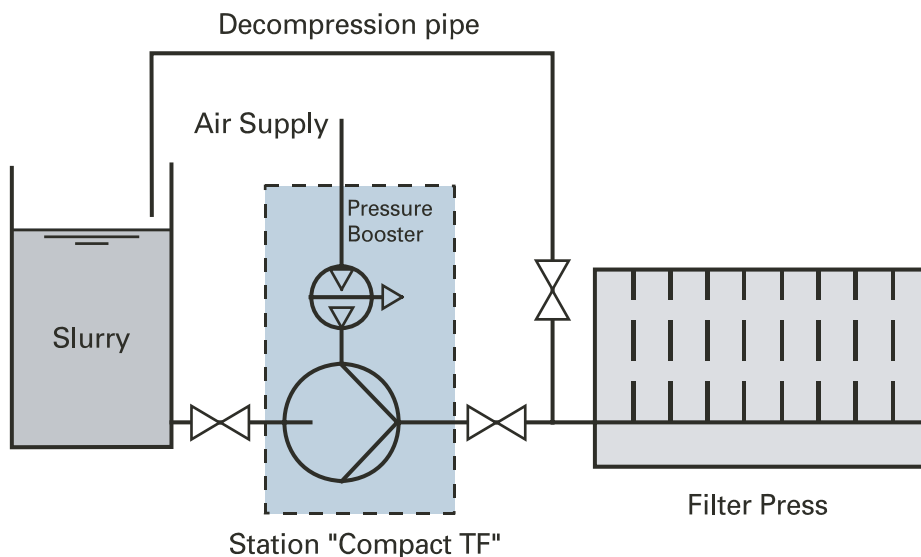 Decompression pipe
Air Supply
Pressure
Booster
Slurry
Filter Press
Station "Compact TF"